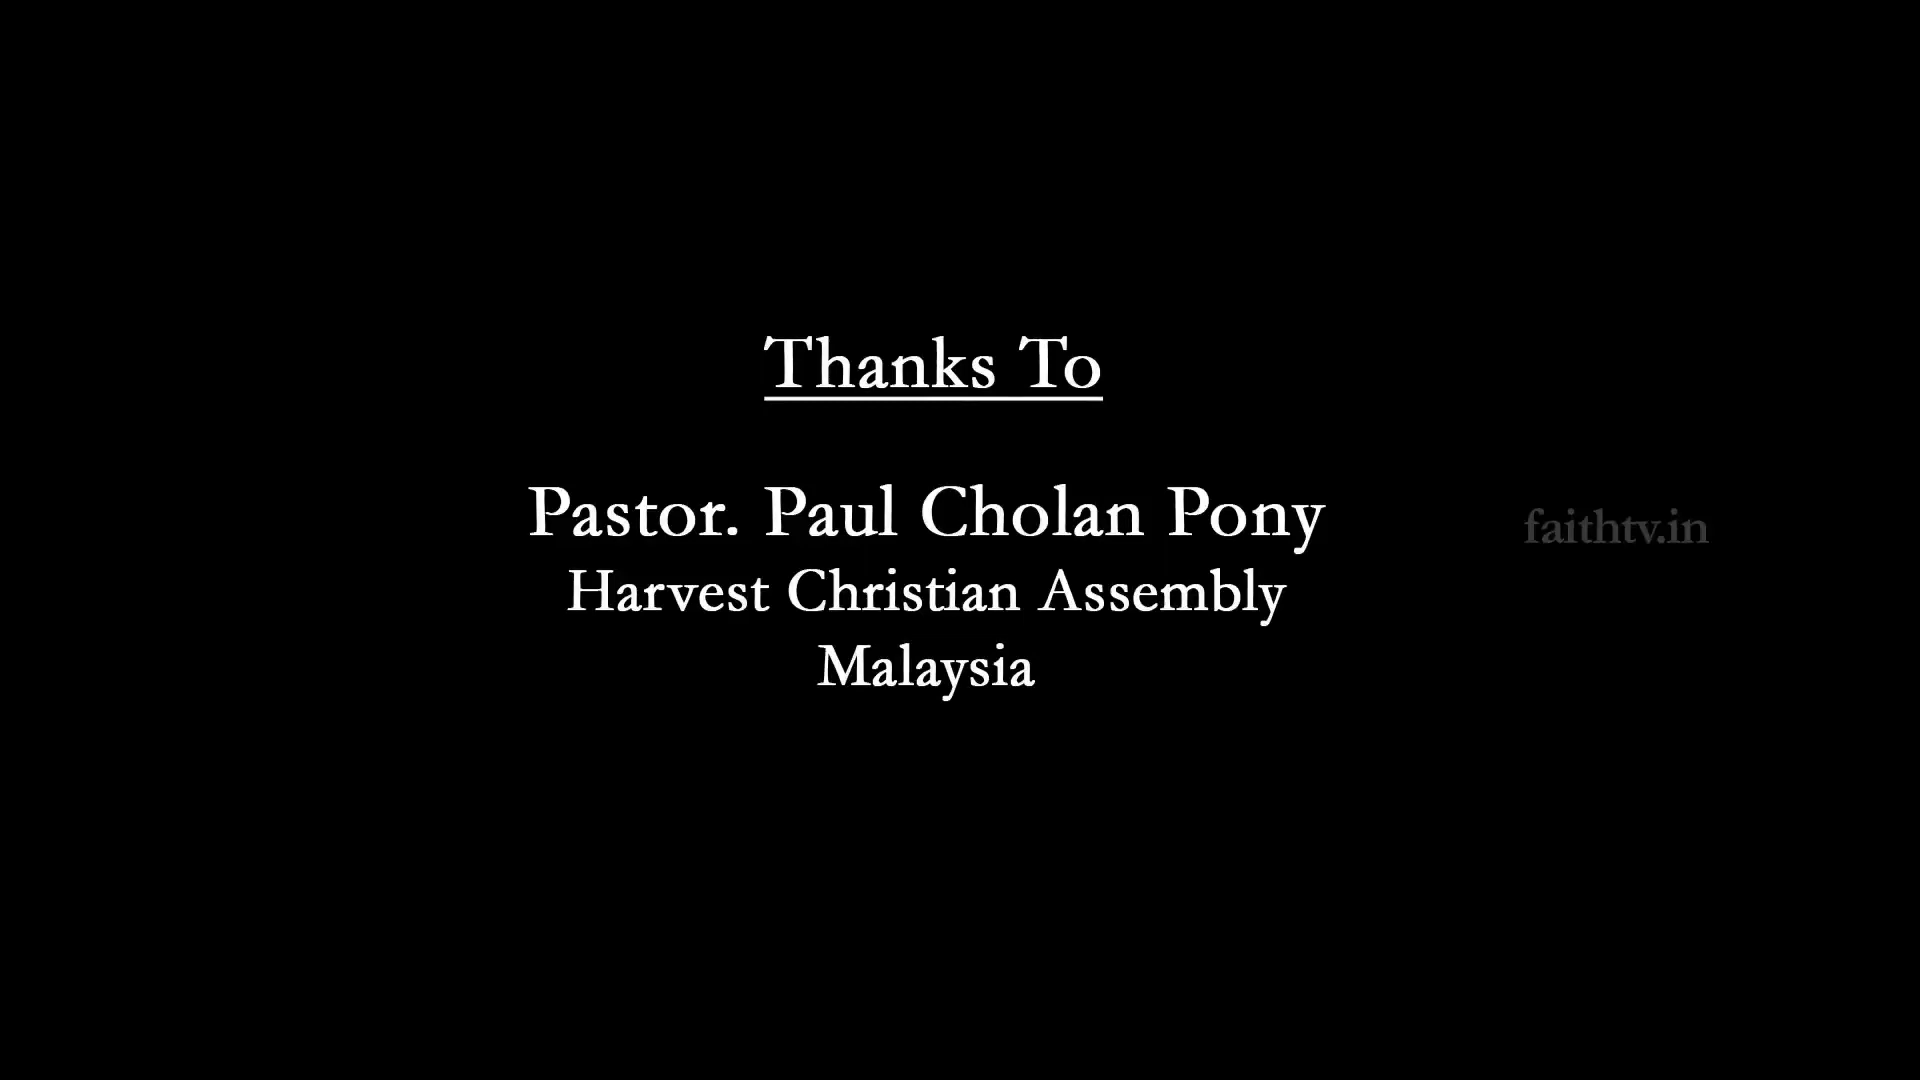 Thanks To
Pastor. Paul Cholan Pony
faithtv.in
Harvest Christian Assembly
Malaysia